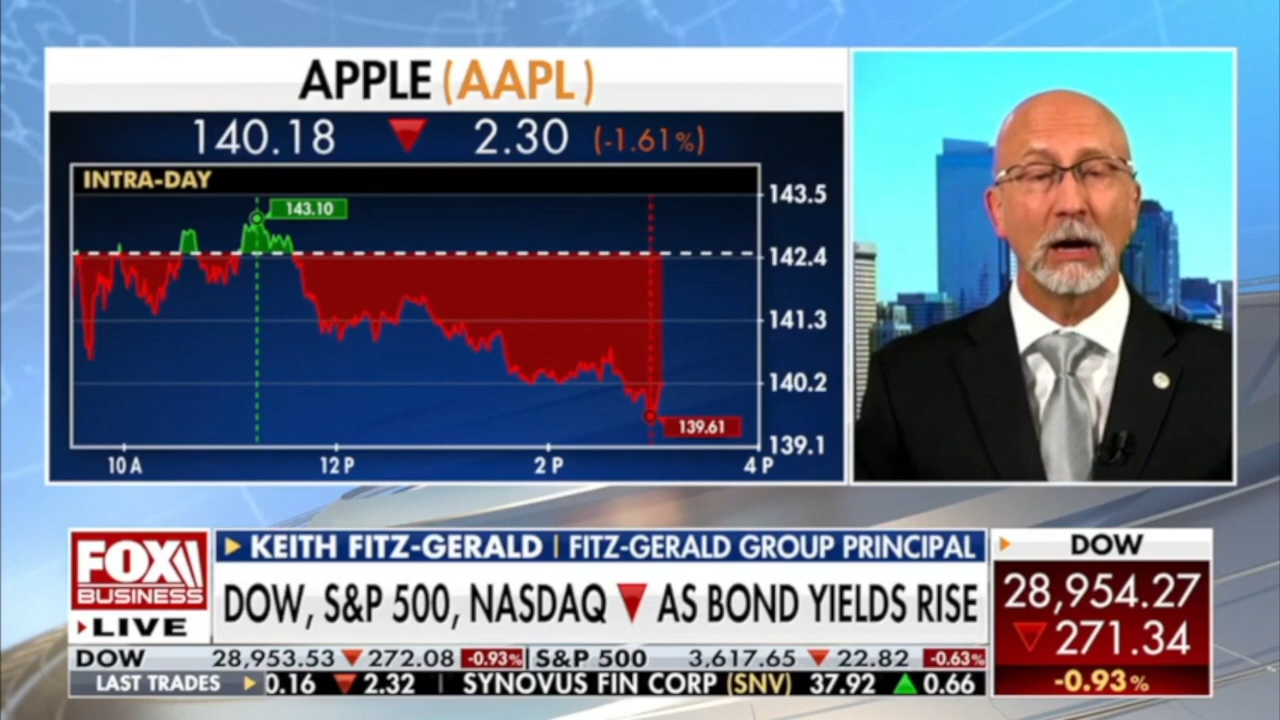 APPLE (AAPL)
140.18 ▼ 2.30 (-1.61%)
INTRA-DAY
143.10
143.5
142.4
141.3
140.2
139.61
139.1
10 A 12 P 2 P 4 P
FOX
BUSINESS
LIVE
KEITH FITZ-GERALD | FITZ-GERALD GROUP PRINCIPAL
DOW, S&P 500, NASDAQ ▼ AS BOND YIELDS RISE
DOW
28,954.27
▽ 271.34
-0.93%
DOW 28,953.53 ▼ 272.08 -0.93% S&P 500 3,617.65 ▼ 22.82 -0.63%
LAST TRADES 0.16 ▼ 2.32 | SYNOVUS FIN CORP (SNV) 37.92 ▲ 0.66